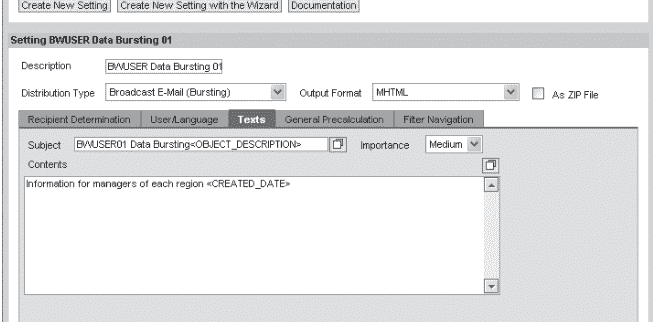 Create New Setting Create New Setting with the Wizard Documentation
Setting BWUSER Data Bursting 01
Description BWUSER Data Bursting 01
Distribution Type Broadcast E-Mail (Bursting) Output Format MHTML As ZIP File
Recipient Determination User/Language Texts General Precalculation Filter Navigation
Subject BWUSER01 Data Bursting<OBJECT_DESCRIPTION> Importance Medium
Contents
Information for managers of each region <CREATED_DATE>